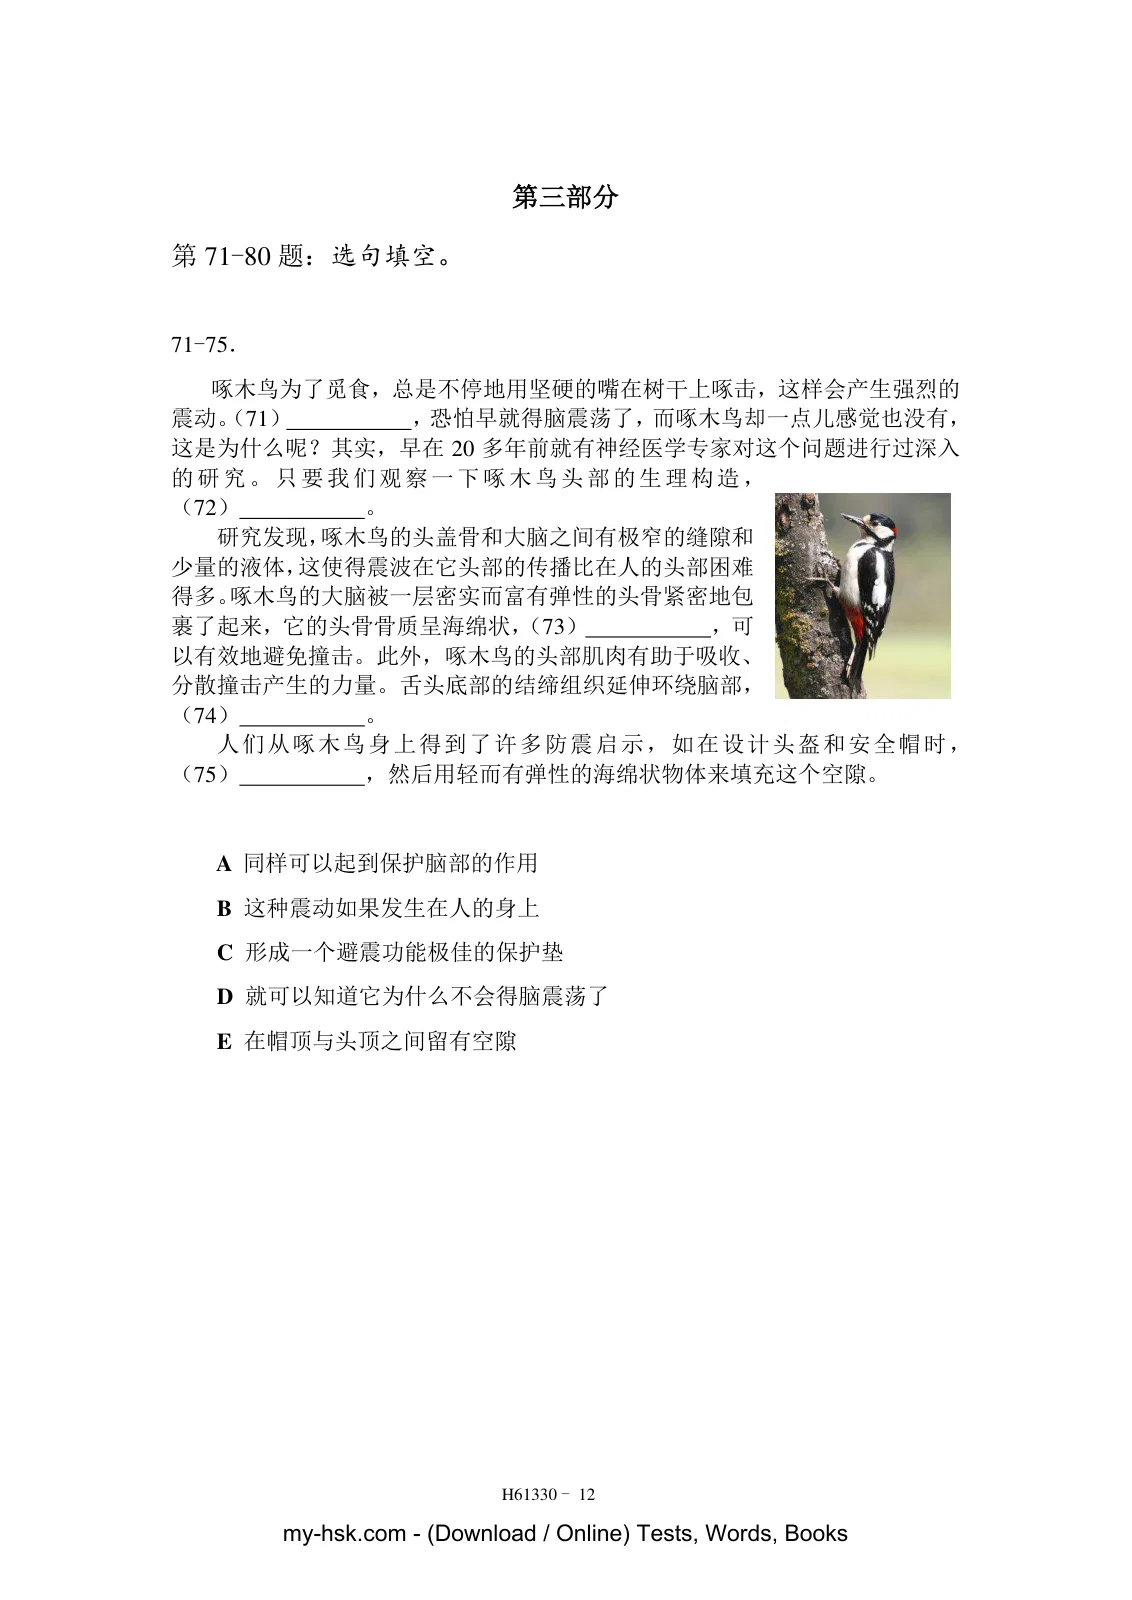 第三部分
第 71-80 题：选句填空。
71-75.
啄木鸟为了觅食，总是不停地用坚硬的嘴在树干上啄击，这样会产生强烈的
震动。（71）___________，恐怕早就得脑震荡了，而啄木鸟却一点儿感觉也没有，
这是为什么呢？其实，早在 20 多年前就有神经医学专家对这个问题进行过深入
的研究。只要我们观察一下啄木鸟头部的生理构造，
（72）___________。
研究发现，啄木鸟的头盖骨和大脑之间有极窄的缝隙和
少量的液体，这使得震波在它头部的传播比在人的头部困难
得多。啄木鸟的大脑被一层密实而富有弹性的头骨紧密地包
裹了起来，它的头骨骨质呈海绵状，（73）___________，可
以有效地避免撞击。此外，啄木鸟的头部肌肉有助于吸收、
分散撞击产生的力量。舌头底部的结缔组织延伸环绕脑部，
（74）___________。
人们从啄木鸟身上得到了许多防震启示，如在设计头盔和安全帽时，
（75）___________，然后用轻而有弹性的海绵状物体来填充这个空隙。
A 同样可以起到保护脑部的作用
B 这种震动如果发生在人的身上
C 形成一个避震功能极佳的保护垫
D 就可以知道它为什么不会得脑震荡了
E 在帽顶与头顶之间留有空隙
H61330- 12
my-hsk.com - (Download / Online) Tests, Words, Books